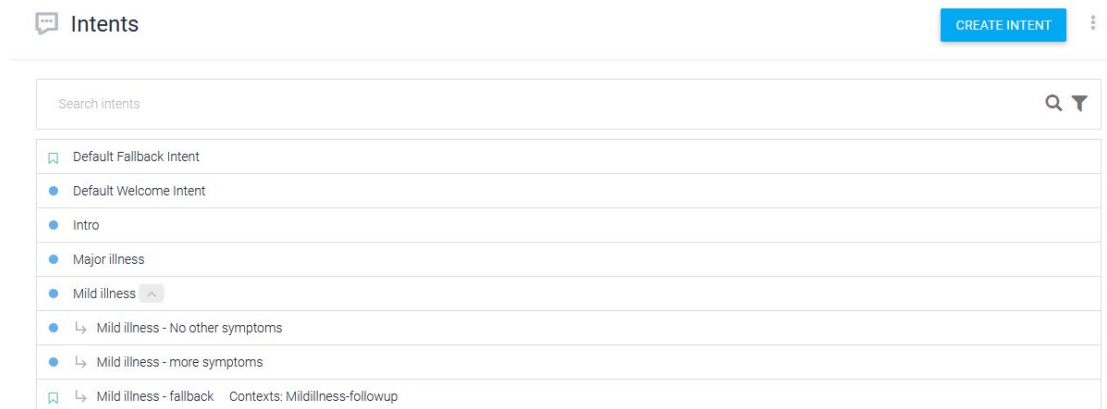 Intents
CREATE INTENT
Search intents
Default Fallback Intent
Default Welcome Intent
Intro
Major illness
Mild illness
Mild illness - No other symptoms
Mild illness - more symptoms
Mild illness - fallback Contexts: Mildillness-followup